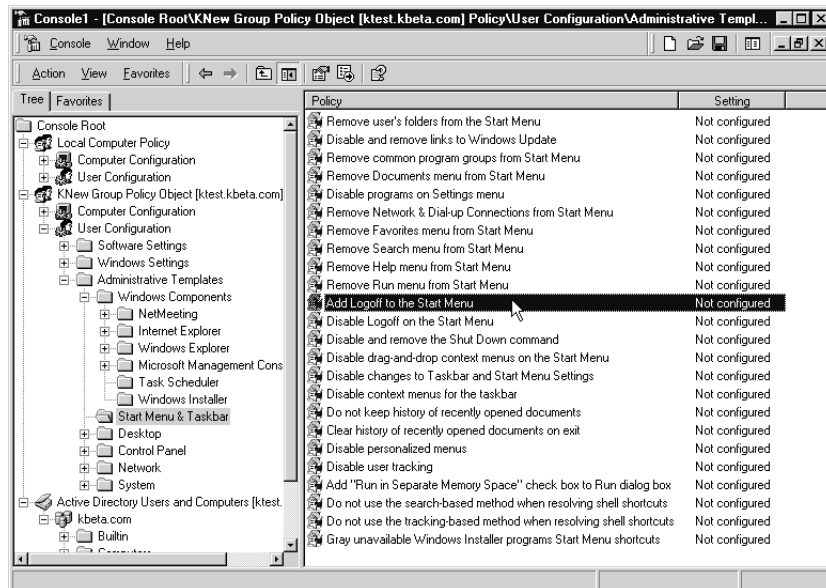 Console1 - [Console Root\KNew Group Policy Object [ktest.kbeta.com] Policy\User Configuration\Administrative Templ...
Console Window Help
Action View Favorites
Tree Favorites
Console Root
Local Computer Policy
Computer Configuration
User Configuration
KNew Group Policy Object [ktest.kbeta.com]
Computer Configuration
User Configuration
Software Settings
Windows Settings
Administrative Templates
Windows Components
NetMeeting
Internet Explorer
Windows Explorer
Microsoft Management Cons
Task Scheduler
Windows Installer
Start Menu & Taskbar
Desktop
Control Panel
Network
System
Active Directory Users and Computers [ktest.
kbeta.com
Builtin
Policy Setting
Remove user's folders from the Start Menu Not configured
Disable and remove links to Windows Update Not configured
Remove common program groups from Start Menu Not configured
Remove Documents menu from Start Menu Not configured
Disable programs on Settings menu Not configured
Remove Network & Dial-up Connections from Start Menu Not configured
Remove Favorites menu from Start Menu Not configured
Remove Search menu from Start Menu Not configured
Remove Help menu from Start Menu Not configured
Remove Run menu from Start Menu Not configured
Add Logoff to the Start Menu Not configured
Disable Logoff on the Start Menu Not configured
Disable and remove the Shut Down command Not configured
Disable drag-and-drop context menus on the Start Menu Not configured
Disable changes to Taskbar and Start Menu Settings Not configured
Disable context menus for the taskbar Not configured
Do not keep history of recently opened documents Not configured
Clear history of recently opened documents on exit Not configured
Disable personalized menus Not configured
Disable user tracking Not configured
Add "Run in Separate Memory Space" check box to Run dialog box Not configured
Do not use the search-based method when resolving shell shortcuts Not configured
Do not use the tracking-based method when resolving shell shortcuts Not configured
Gray unavailable Windows Installer programs Start Menu shortcuts Not configured